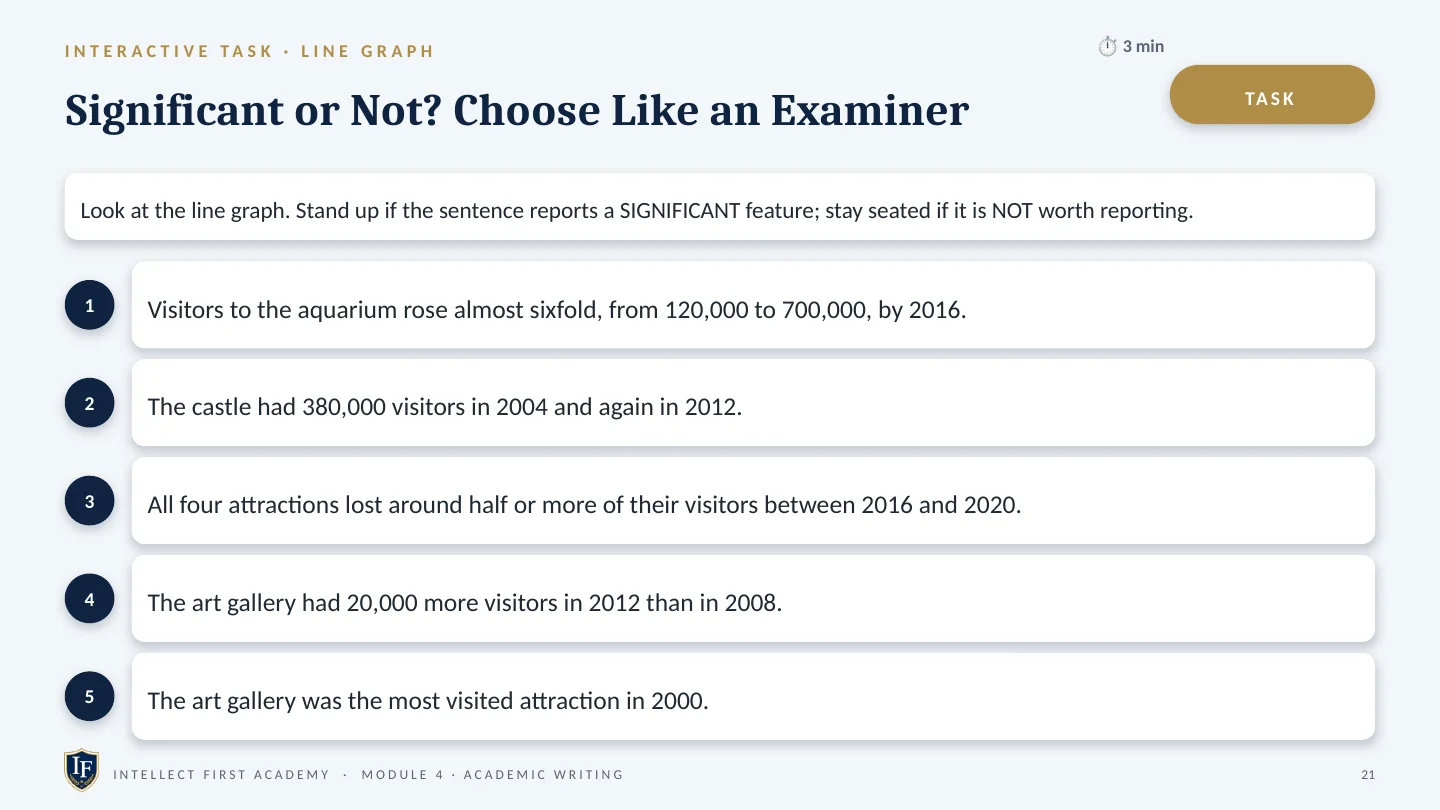 INTERACTIVE TASK · LINE GRAPH
⏱ 3 min
TASK
Significant or Not? Choose Like an Examiner
Look at the line graph. Stand up if the sentence reports a SIGNIFICANT feature; stay seated if it is NOT worth reporting.
1
Visitors to the aquarium rose almost sixfold, from 120,000 to 700,000, by 2016.
2
The castle had 380,000 visitors in 2004 and again in 2012.
3
All four attractions lost around half or more of their visitors between 2016 and 2020.
4
The art gallery had 20,000 more visitors in 2012 than in 2008.
5
The art gallery was the most visited attraction in 2000.
IF
INTELLECT FIRST ACADEMY · MODULE 4 · ACADEMIC WRITING
21